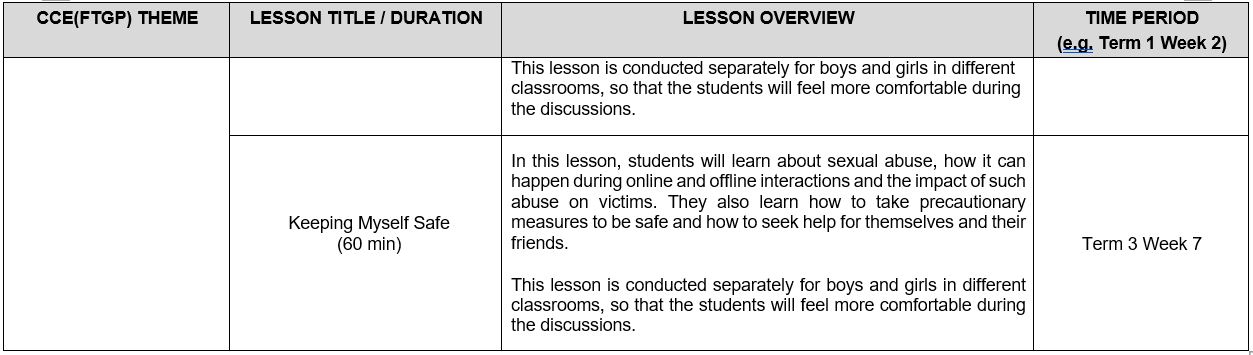 CCE(FTGP) THEME
LESSON TITLE / DURATION
LESSON OVERVIEW
TIME PERIOD
(e.g. Term 1 Week 2)
This lesson is conducted separately for boys and girls in different
classrooms, so that the students will feel more comfortable during
the discussions.
Keeping Myself Safe
(60 min)
In this lesson, students will learn about sexual abuse, how it can
happen during online and offline interactions and the impact of such
abuse on victims. They also learn how to take precautionary
measures to be safe and how to seek help for themselves and their
friends.
This lesson is conducted separately for boys and girls in different
classrooms, so that the students will feel more comfortable during
the discussions.
Term 3 Week 7